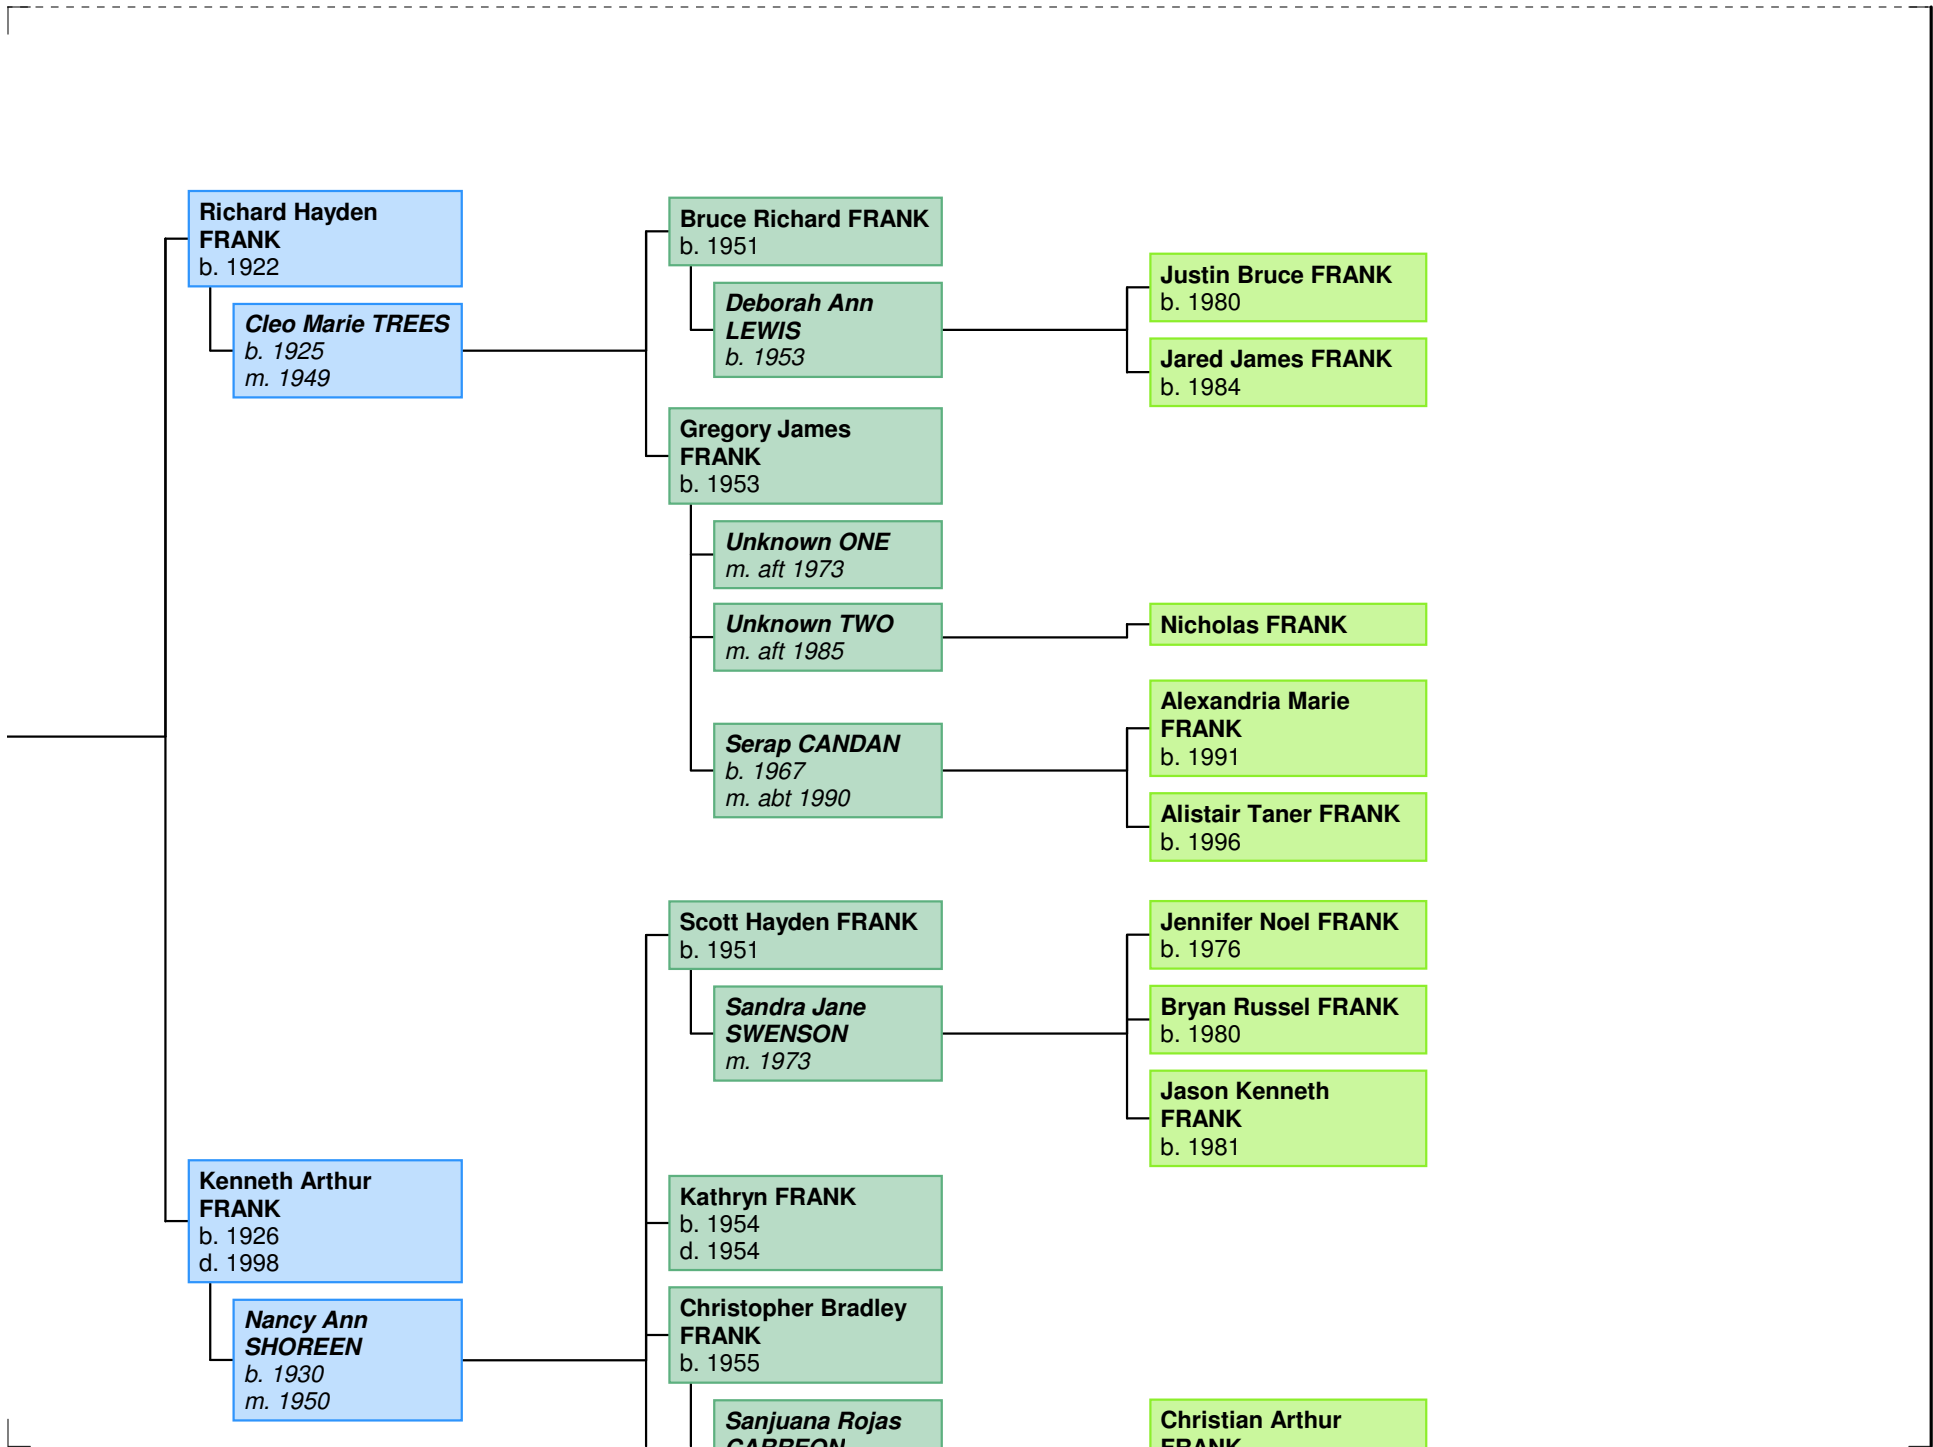 Richard Hayden
FRANK
b. 1922
Cleo Marie TREES
b. 1925
m. 1949
Bruce Richard FRANK
b. 1951
Deborah Ann
LEWIS
b. 1953
Justin Bruce FRANK
b. 1980
Jared James FRANK
b. 1984
Gregory James
FRANK
b. 1953
Unknown ONE
m. aft 1973
Unknown TWO
m. aft 1985
Nicholas FRANK
Serap CANDAN
b. 1967
m. abt 1990
Alexandria Marie
FRANK
b. 1991
Alistair Taner FRANK
b. 1996
Kenneth Arthur
FRANK
b. 1926
d. 1998
Nancy Ann
SHOREEN
b. 1930
m. 1950
Scott Hayden FRANK
b. 1951
Sandra Jane
SWENSON
m. 1973
Jennifer Noel FRANK
b. 1976
Bryan Russel FRANK
b. 1980
Jason Kenneth
FRANK
b. 1981
Kathryn FRANK
b. 1954
d. 1954
Christopher Bradley
FRANK
b. 1955
Sanjuana Rojas
Christian Arthur
FRANK